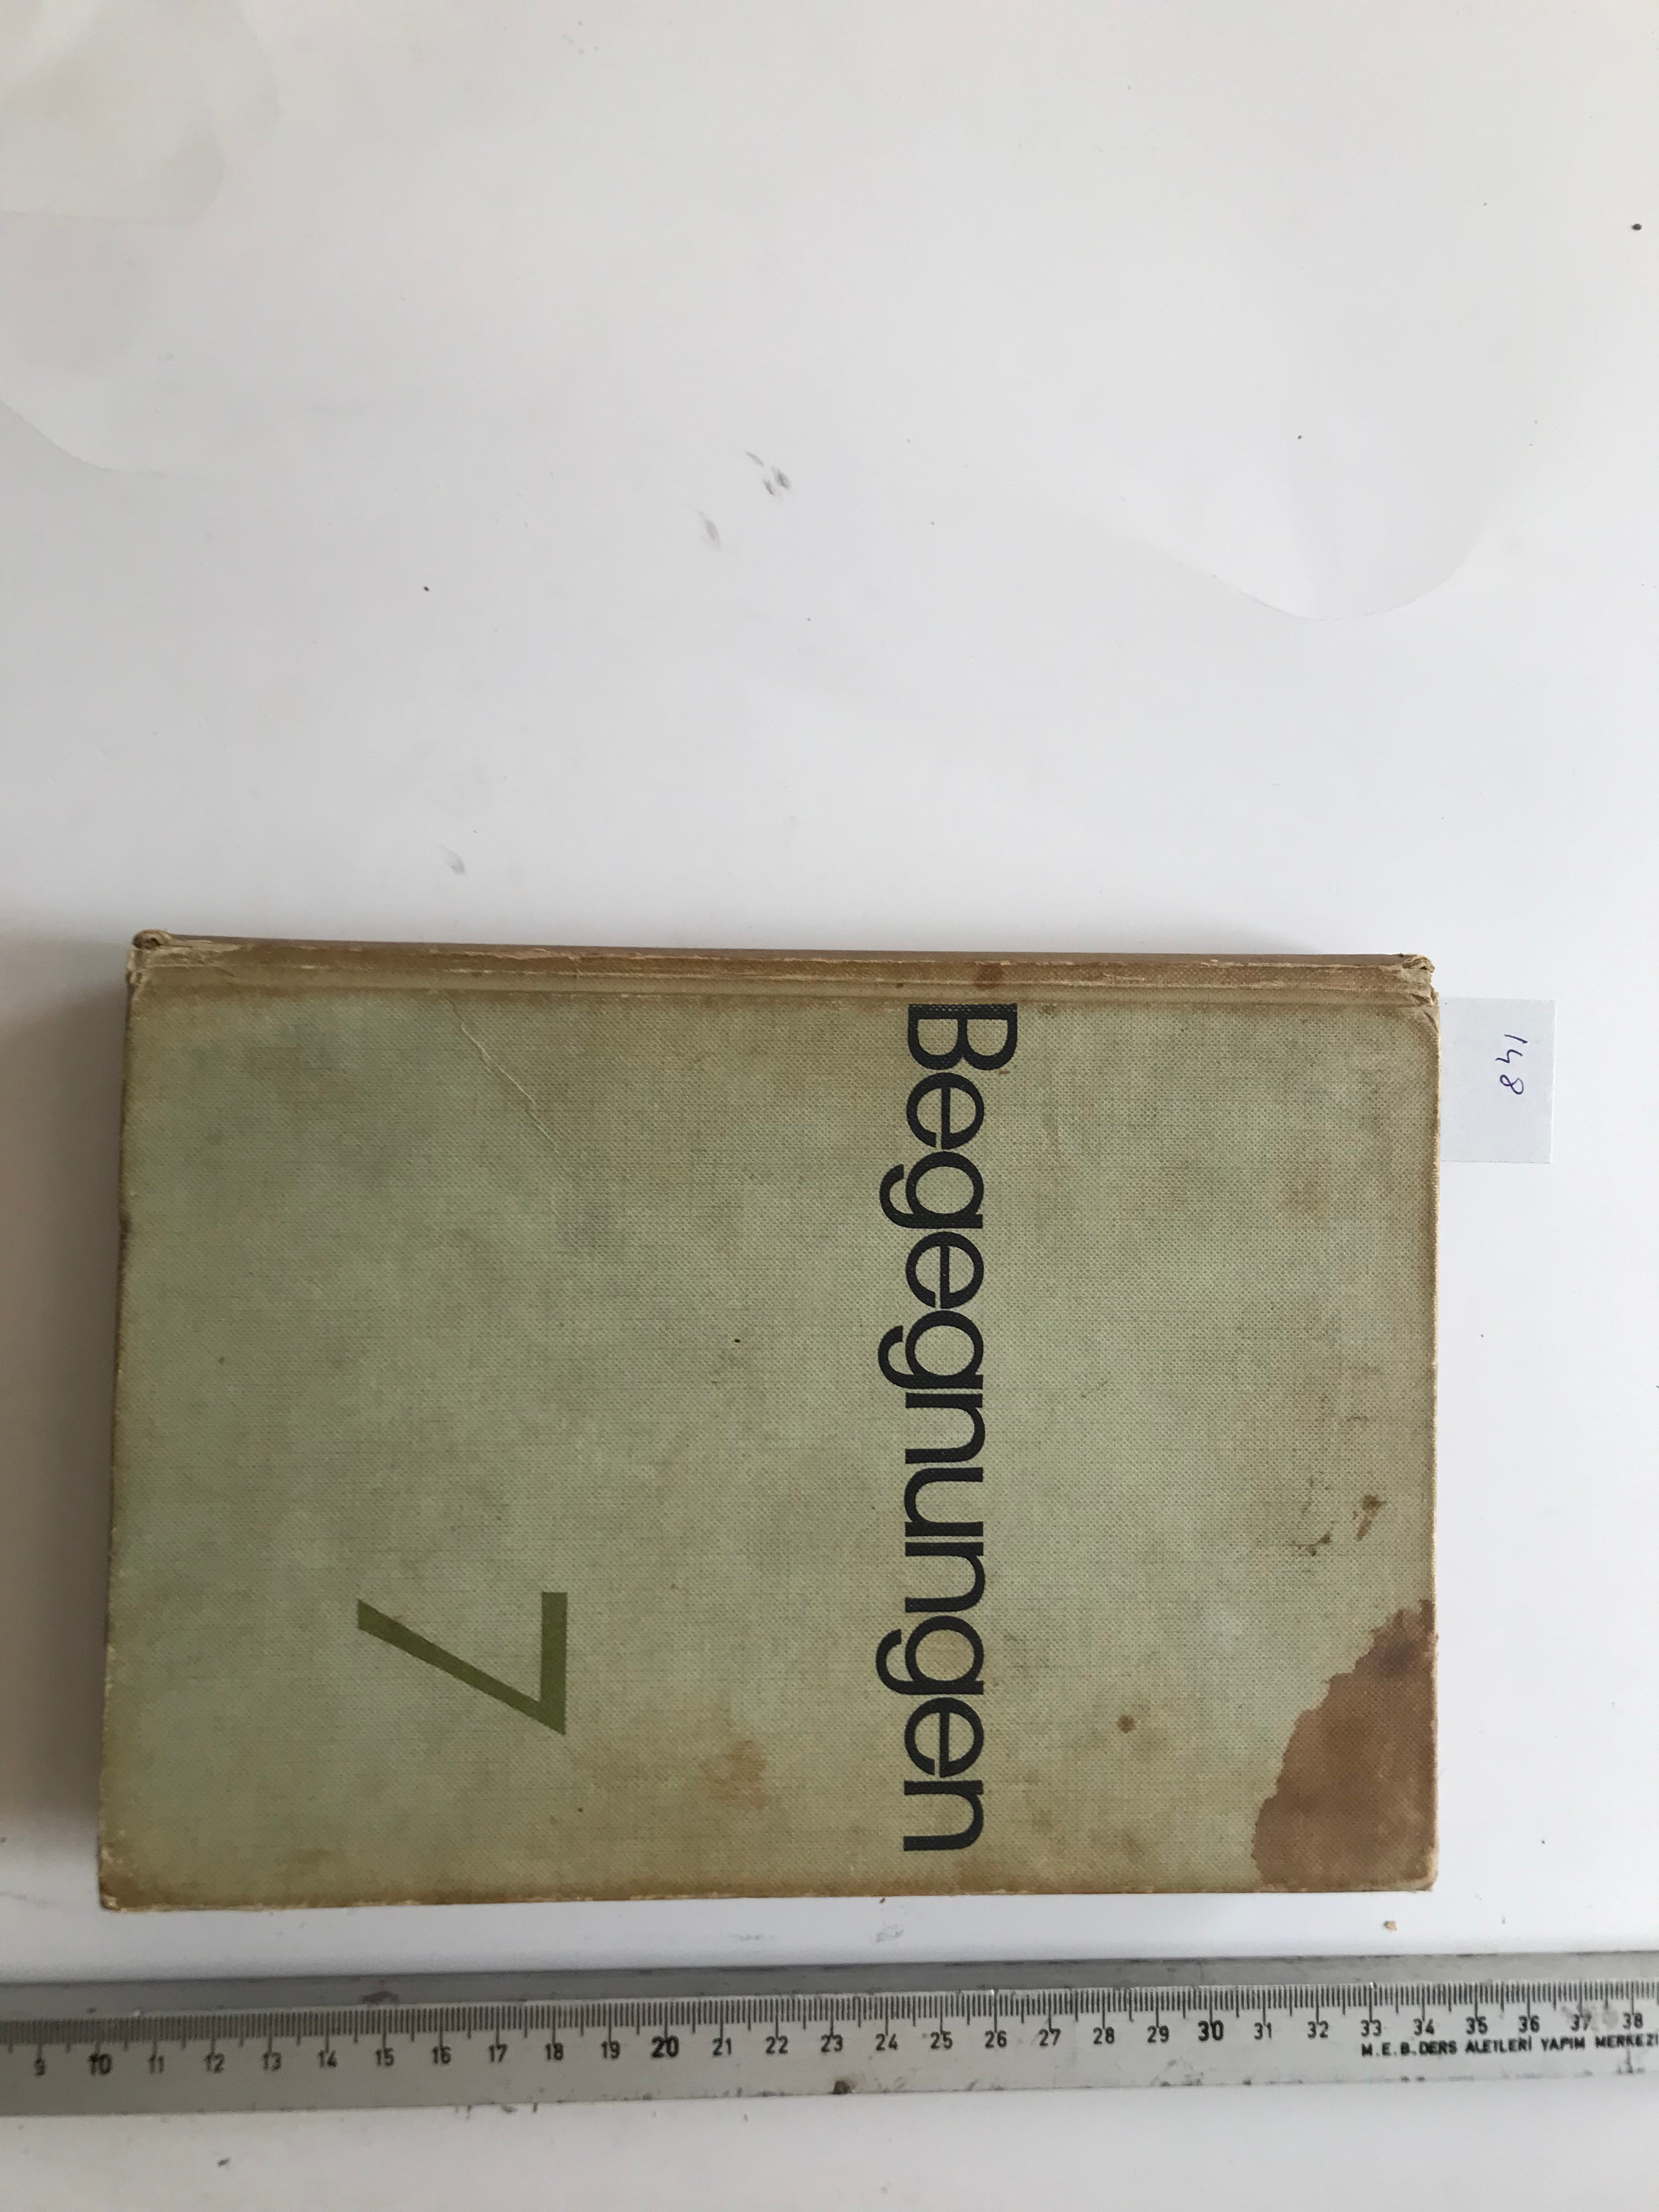 148
Begegnungen
7
9 10 11 12 13 14 15 16 17 18 19 20 21 22 23 24 25 26 27 28 29 30 31 32 33 34 35 36 37 38
M.E.B. DERS ALETLERİ YAPIM MERKEZİ